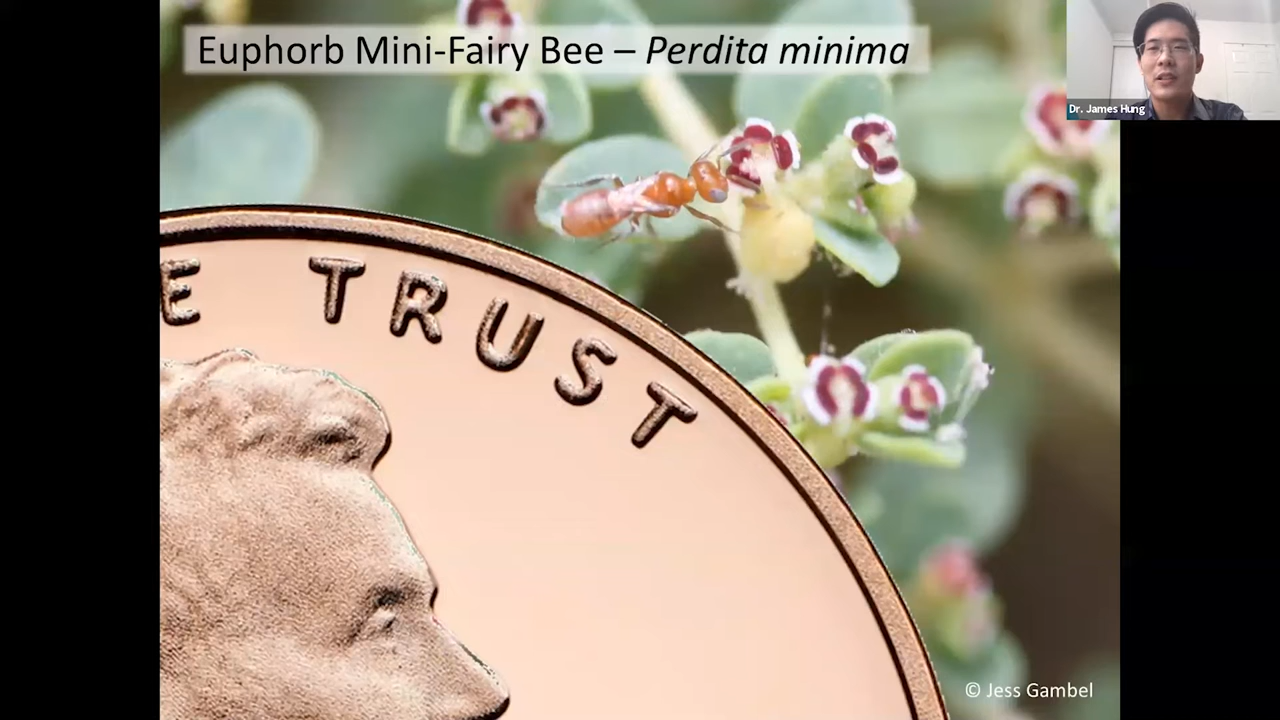 Euphorb Mini-Fairy Bee – Perdita minima
Dr. James Hung
E TRUST
© Jess Gambel